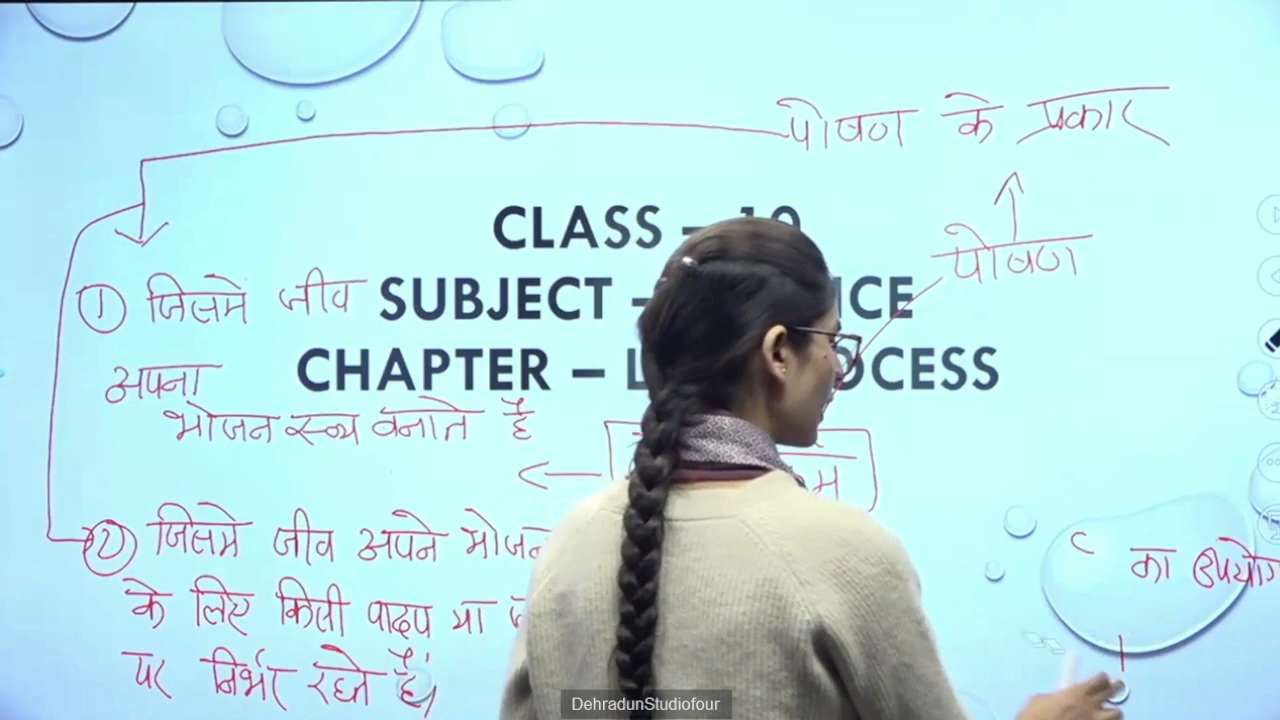 पोषण के प्रकार
पोषण
CLASS – 10
SUBJECT –
CHAPTER –
① जिसमे जीव
अपना
भोजन स्वय बनाते है
② जिसमे जीव अपने भोजन
के लिए किसी पादप या
पर निर्भर रहते है।
C का उपयोग
DehradunStudiofour